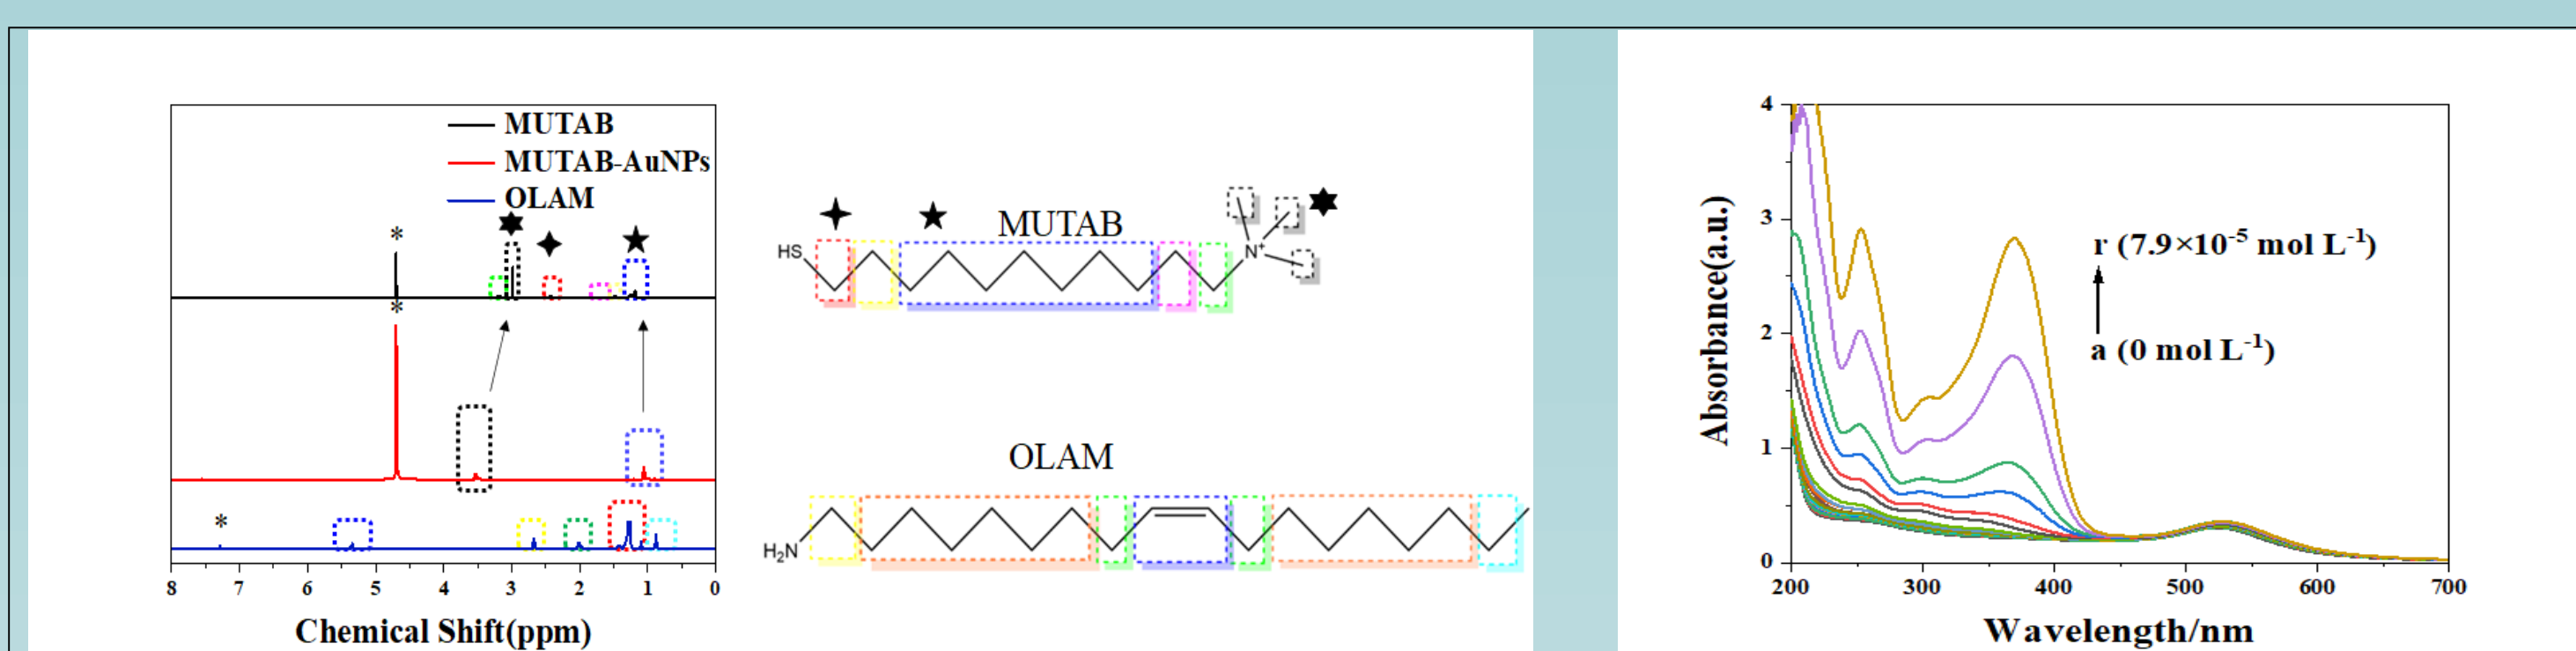 MUTAB
MUTAB-AuNPs
OLAM
*
*
*
8 7 6 5 4 3 2 1 0
Chemical Shift(ppm)
MUTAB
HS
N⁺
OLAM
H₂N
4
3
2
1
0
Absorbance(a.u.)
r (7.9×10⁻⁵ mol L⁻¹)
a (0 mol L⁻¹)
200 300 400 500 600 700
Wavelength/nm